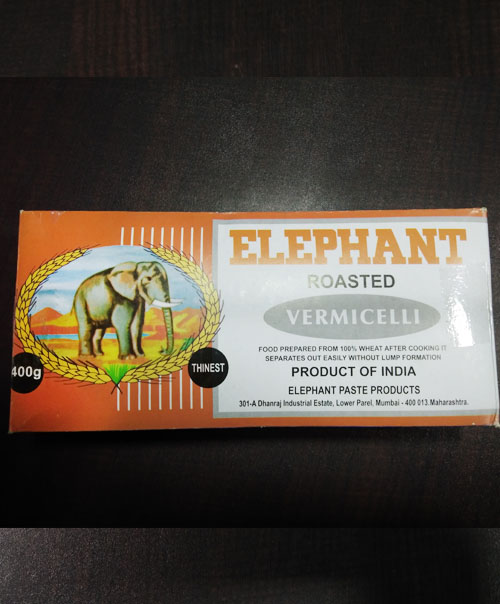 ELEPHANT
ROASTED
VERMICELLI
FOOD PREPARED FROM 100% WHEAT AFTER COOKING IT
SEPARATES OUT EASILY WITHOUT LUMP FORMATION
PRODUCT OF INDIA
ELEPHANT PASTE PRODUCTS
301-A Dhanraj Industrial Estate, Lower Parel, Mumbai - 400 013.Maharashtra.
400g
THINEST